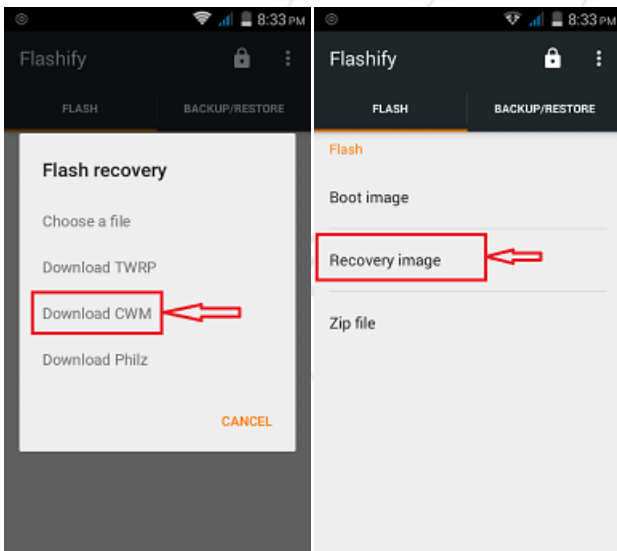 8:33 PM
Flashify
FLASH BACKUP/RESTORE
Flash recovery
Choose a file
Download TWRP
Download CWM
Download Philz
CANCEL
8:33 PM
Flashify
FLASH BACKUP/RESTORE
Flash
Boot image
Recovery image
Zip file